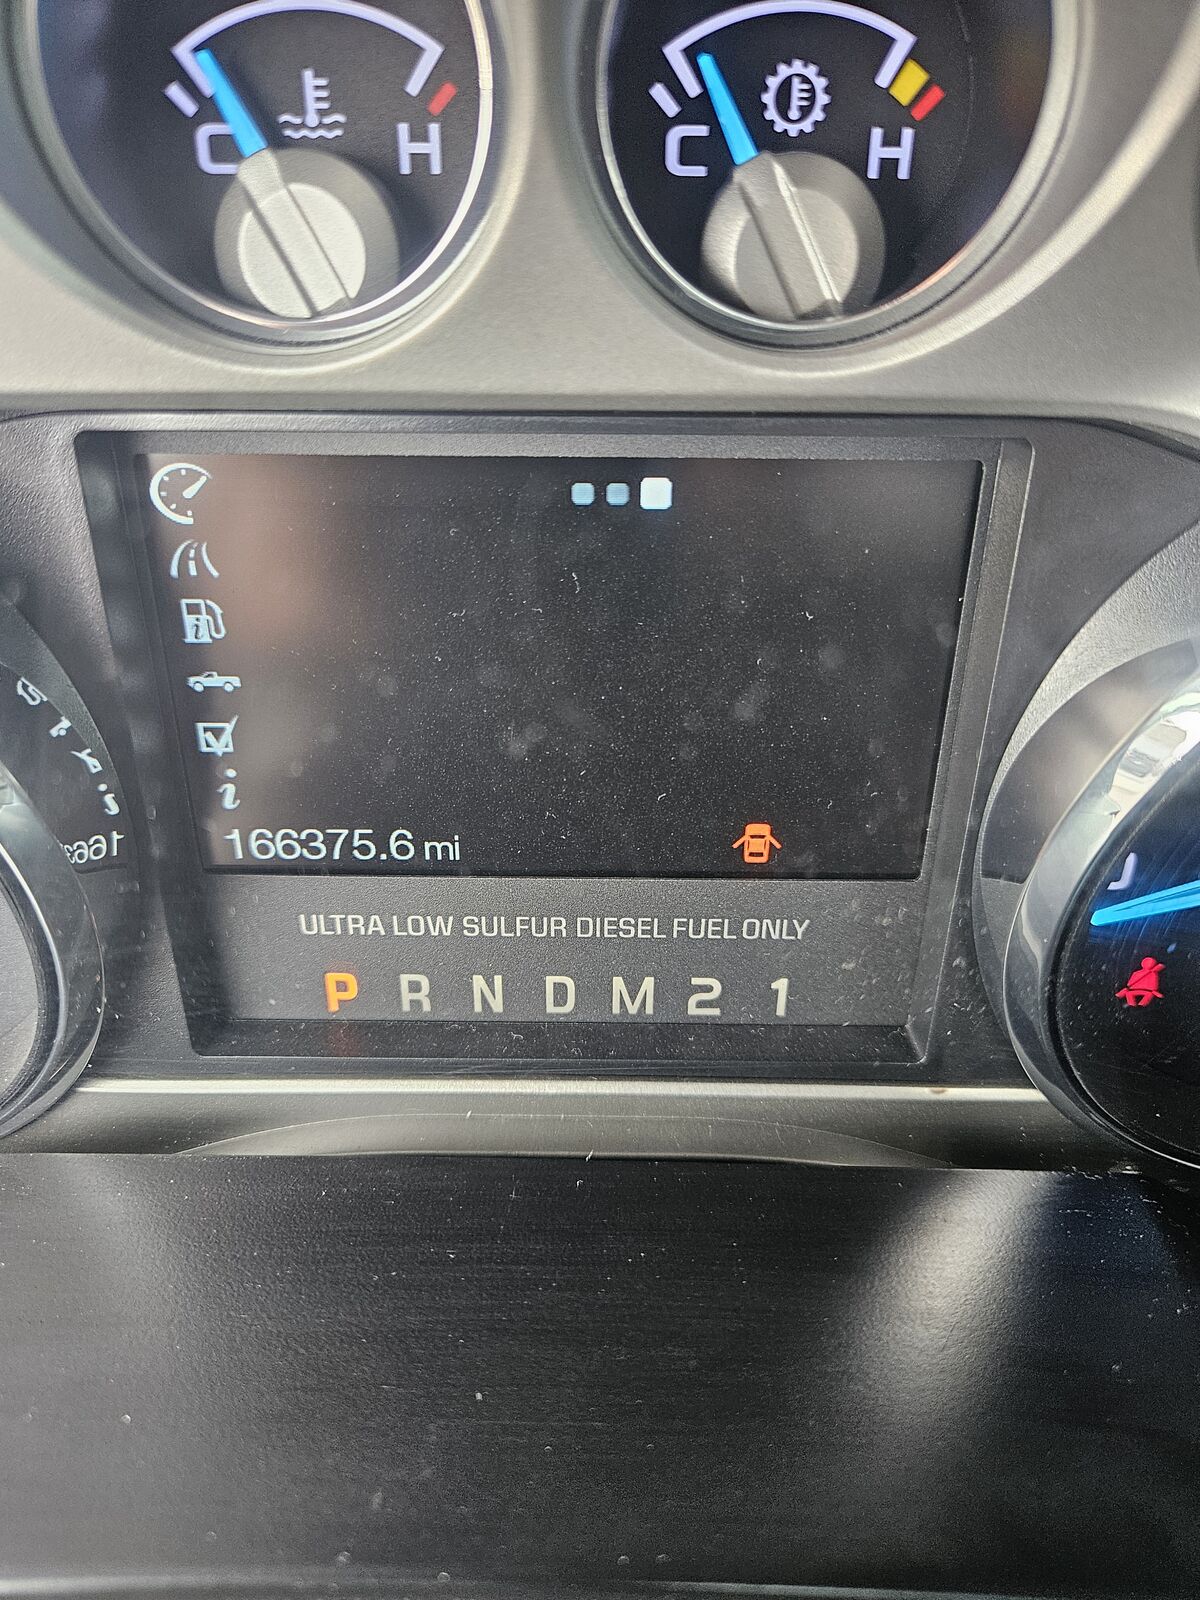 C H C H
166375.6 mi
ULTRA LOW SULFUR DIESEL FUEL ONLY
P R N D M 2 1